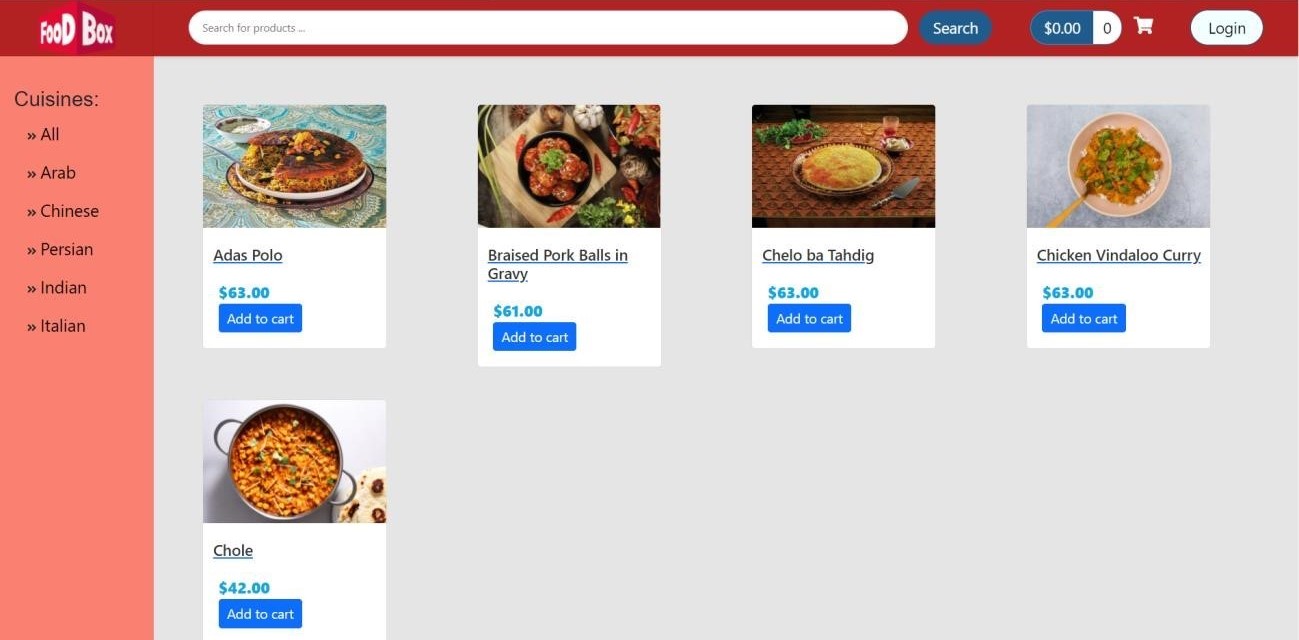 FOOD BOX
Search for products ...
Search
$0.00 0
Login
Cuisines:
» All
» Arab
» Chinese
» Persian
» Indian
» Italian
Adas Polo
$63.00
Add to cart
Braised Pork Balls in
Gravy
$61.00
Add to cart
Chelo ba Tahdig
$63.00
Add to cart
Chicken Vindaloo Curry
$63.00
Add to cart
Chole
$42.00
Add to cart